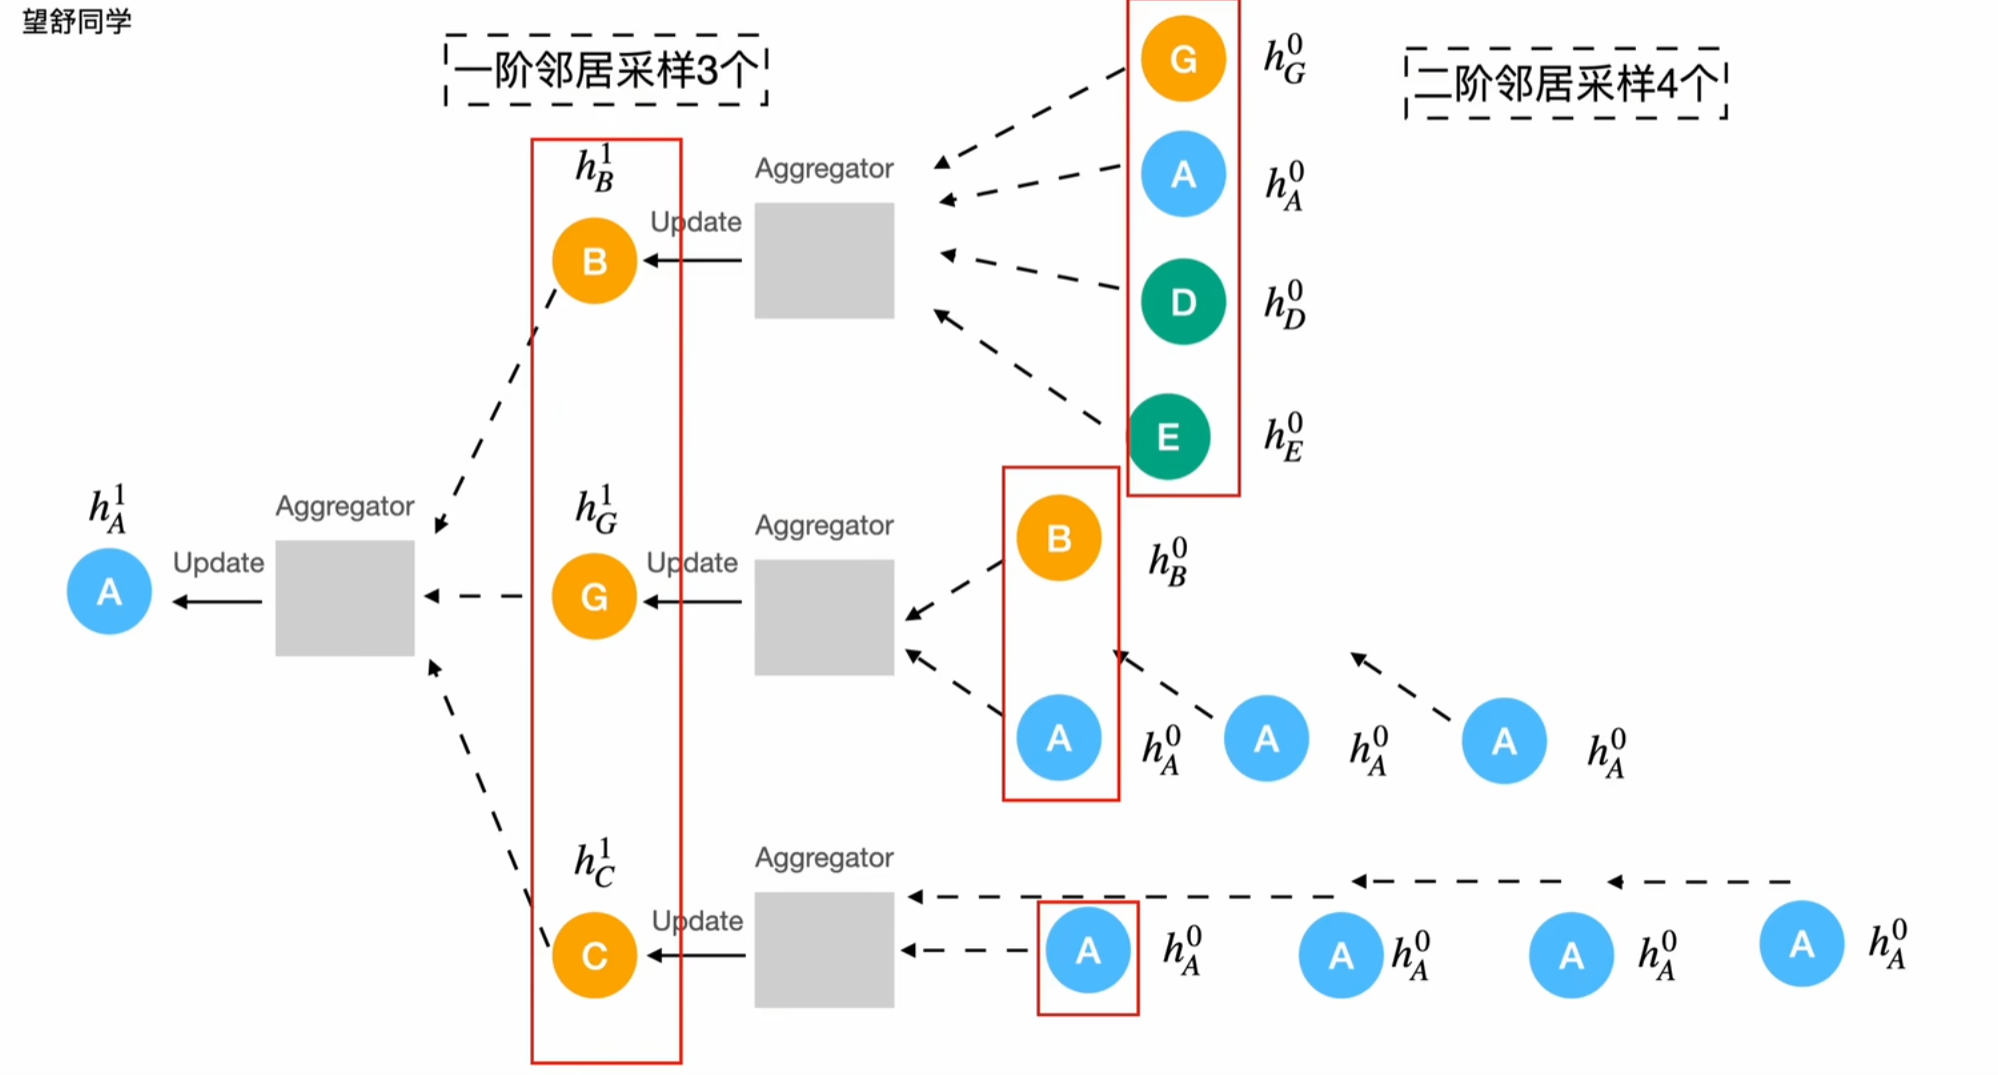 望舒同学
一阶邻居采样3个
二阶邻居采样4个
G
h_G^0
A
h_A^0
D
h_D^0
E
h_E^0
h_B^1
B
Update
Aggregator
h_A^1
A
Update
Aggregator
h_G^1
G
Update
Aggregator
B
h_B^0
A
h_A^0
A
h_A^0
A
h_A^0
h_C^1
C
Update
Aggregator
A
h_A^0
A
h_A^0
A
h_A^0
A
h_A^0